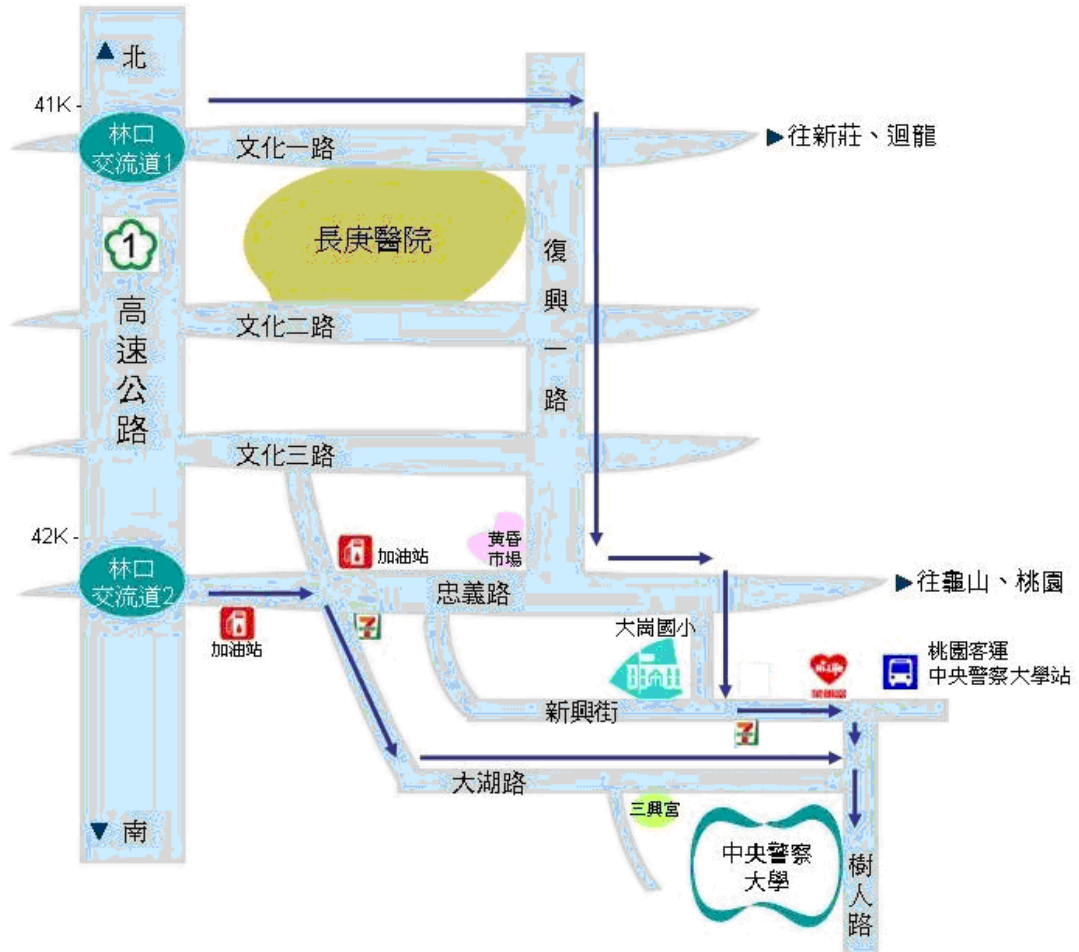 北
41K
林口
交流道1
文化一路
往新莊、迴龍
1
長庚醫院
復興一路
高速公路
文化二路
文化三路
42K
林口
交流道2
加油站
黄昏
市場
忠義路
往龜山、桃園
加油站
7
大崗國小
Hi-Life
桃園客運
中央警察大學站
新興街
7
大湖路
三興宮
南
中央警察
大學
樹人路